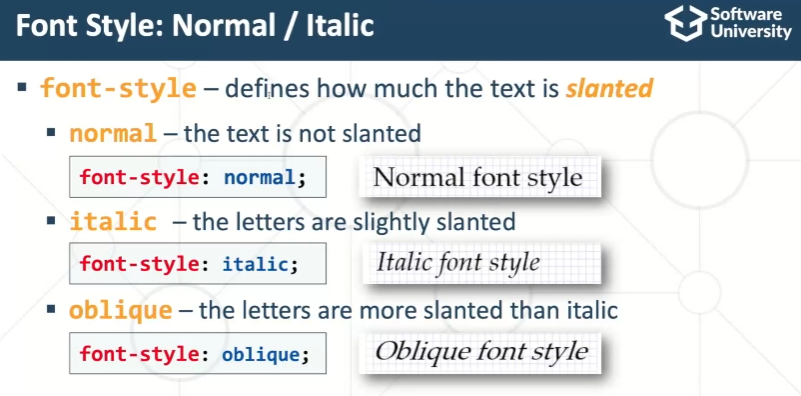 Font Style: Normal / Italic
Software
University
▪ font-style – defines how much the text is slanted
▪ normal – the text is not slanted
font-style: normal;
Normal font style
▪ italic – the letters are slightly slanted
font-style: italic;
Italic font style
▪ oblique – the letters are more slanted than italic
font-style: oblique;
Oblique font style